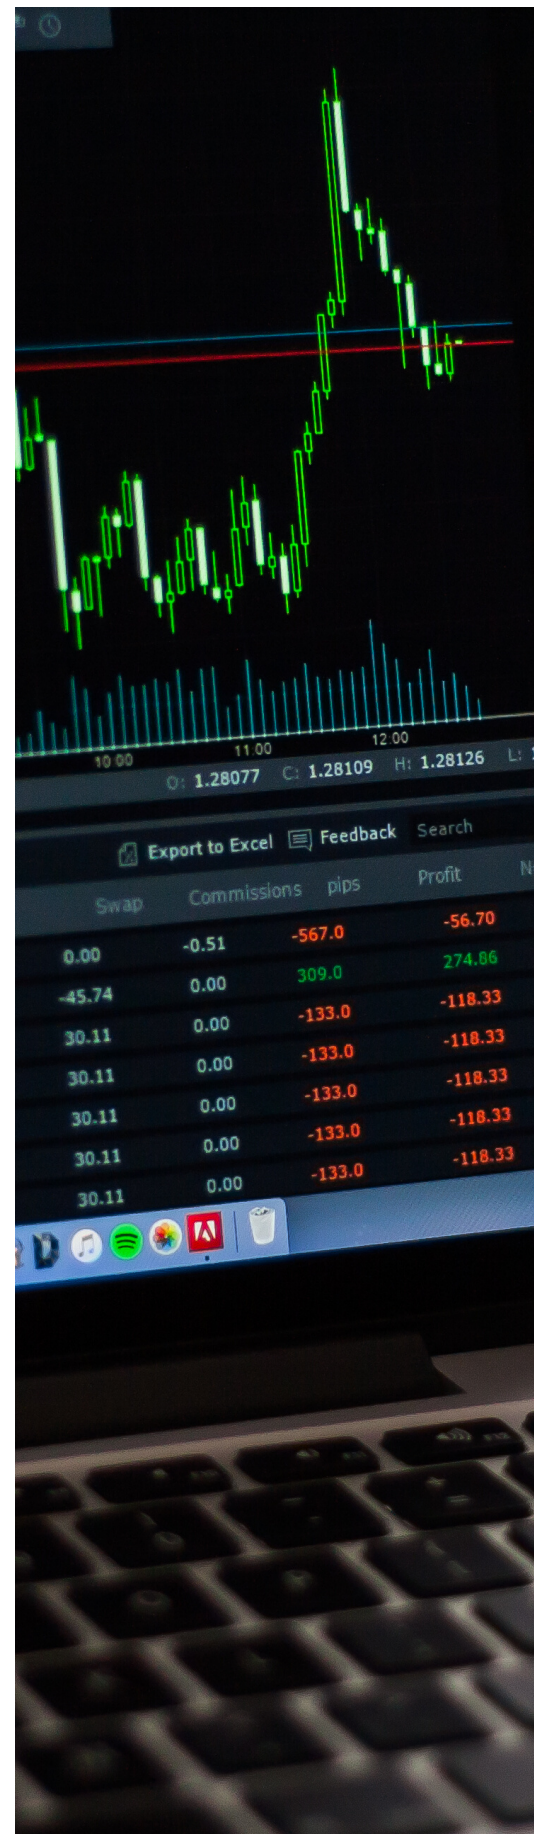 10:00 11:00 12:00
O: 1.28077 C: 1.28109 H: 1.28126 L:
Export to Excel Feedback Search
Swap Commissions pips Profit
0.00 -0.51 -567.0 -56.70
-45.74 0.00 309.0 274.86
30.11 0.00 -133.0 -118.33
30.11 0.00 -133.0 -118.33
30.11 0.00 -133.0 -118.33
30.11 0.00 -133.0 -118.33
30.11 0.00 -133.0 -118.33